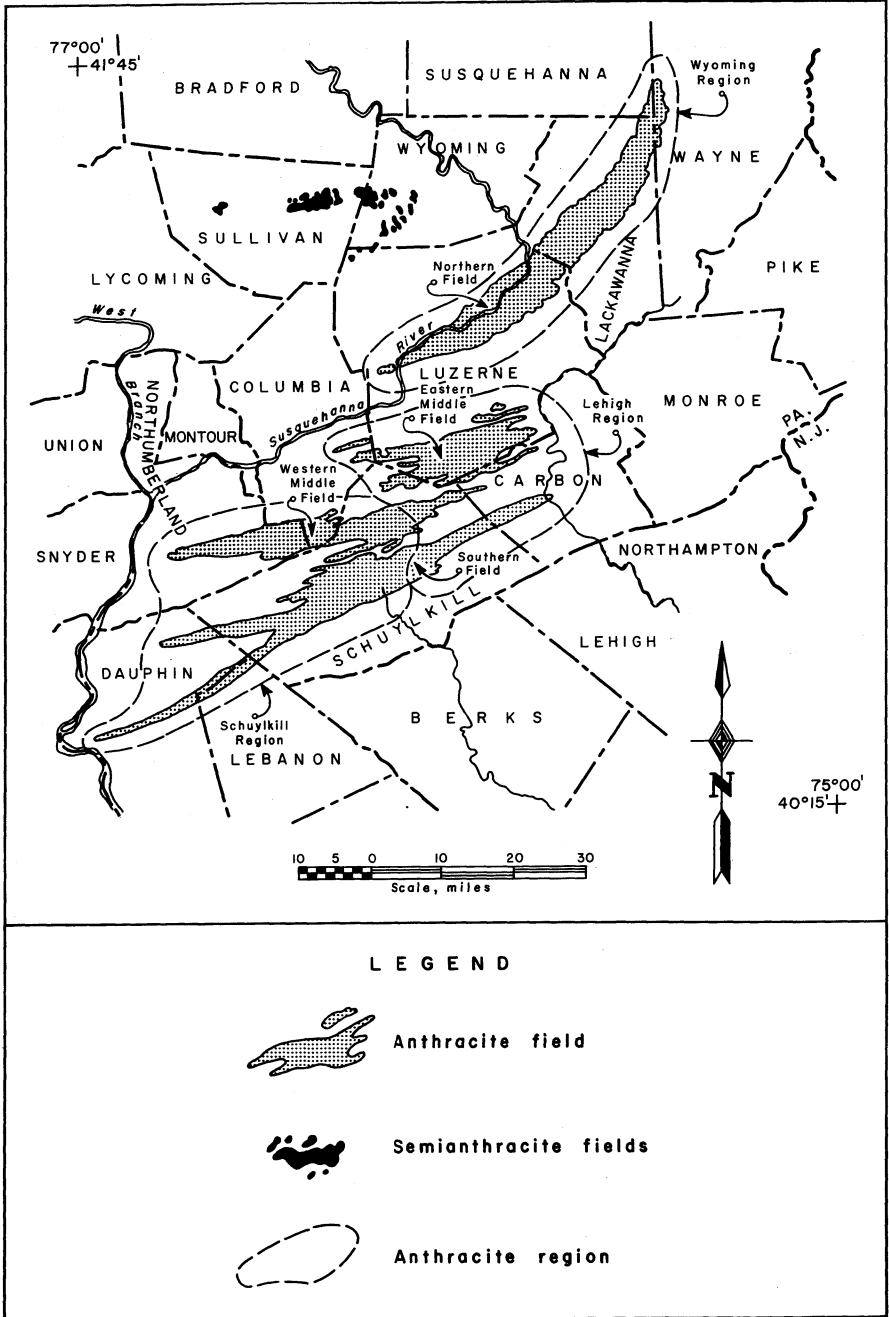 77°00'
41°45'
BRADFORD
SUSQUEHANNA
Wyoming
Region
WYOMING
WAYNE
SULLIVAN
LYCOMING
Northern
Field
PIKE
LACKAWANNA
West
Branch
River
Susquehanna
LUZERNE
COLUMBIA
Eastern
Middle
Field
Lehigh
Region
MONROE
PA.
N.J.
UNION
NORTHUMBERLAND
MONTOUR
Western
Middle
Field
CARBON
SNYDER
Southern
Field
NORTHAMPTON
SCHUYLKILL
LEHIGH
DAUPHIN
Schuylkill
Region
BERKS
LEBANON
N
75°00'
40°15'
10 5 0 10 20 30
Scale, miles
LEGEND
Anthracite field
Semianthracite fields
Anthracite region